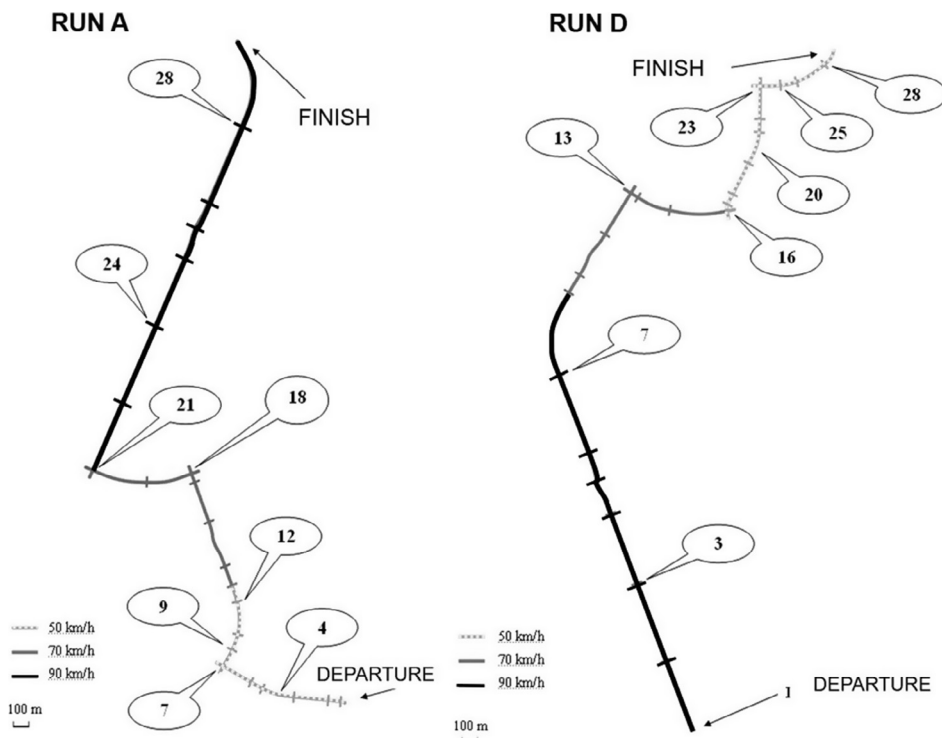 RUN A
28
FINISH
24
21
18
12
9
4
7
DEPARTURE
50 km/h
70 km/h
90 km/h
100 m
RUN D
FINISH
28
23
25
13
20
16
7
3
1 DEPARTURE
50 km/h
70 km/h
90 km/h
100 m